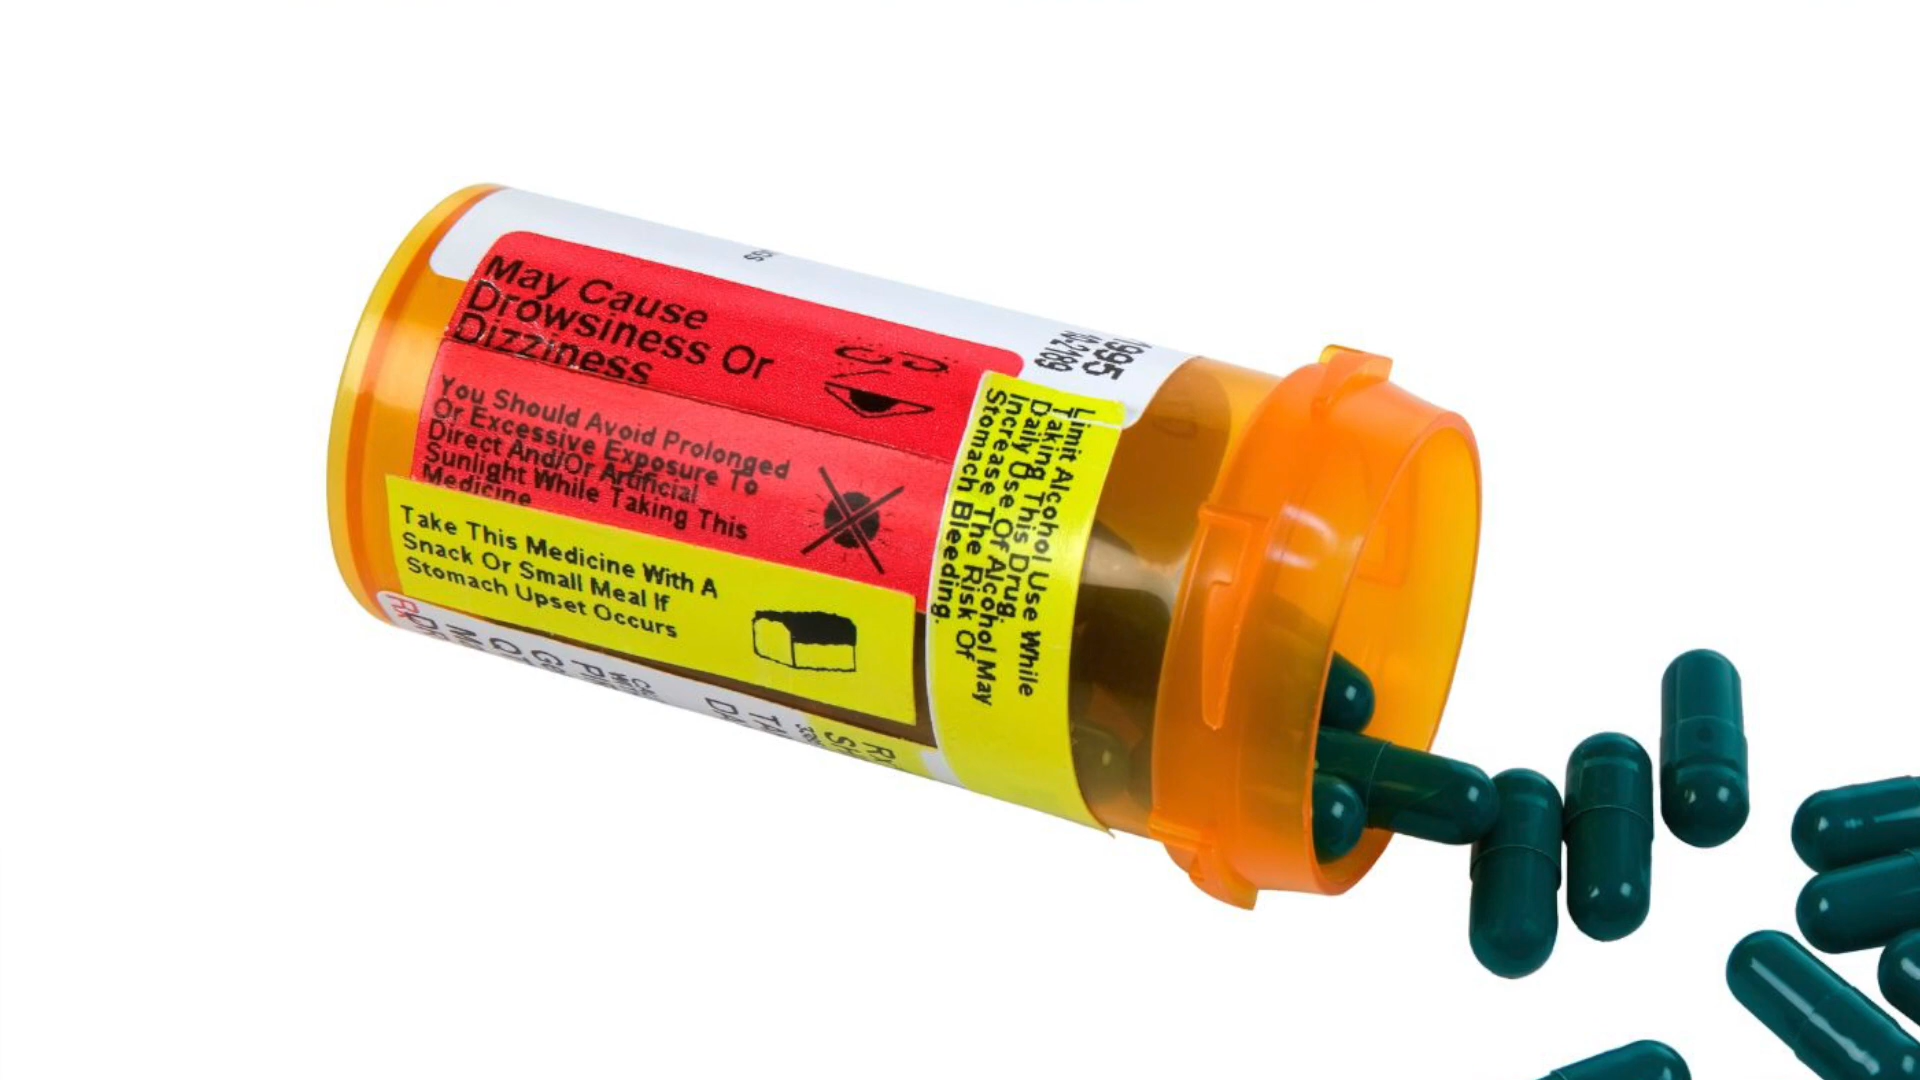 May Cause
Drowsiness Or
Dizziness
You Should Avoid Prolonged
Or Excessive Exposure To
Direct And/Or Artificial
Sunlight While Taking This
Medicine
Take This Medicine With A
Snack Or Small Meal If
Stomach Upset Occurs
Limit Alcohol Use While
Taking This Drug.
Daily Use Of Alcohol May
Increase The Risk Of
Stomach Bleeding.